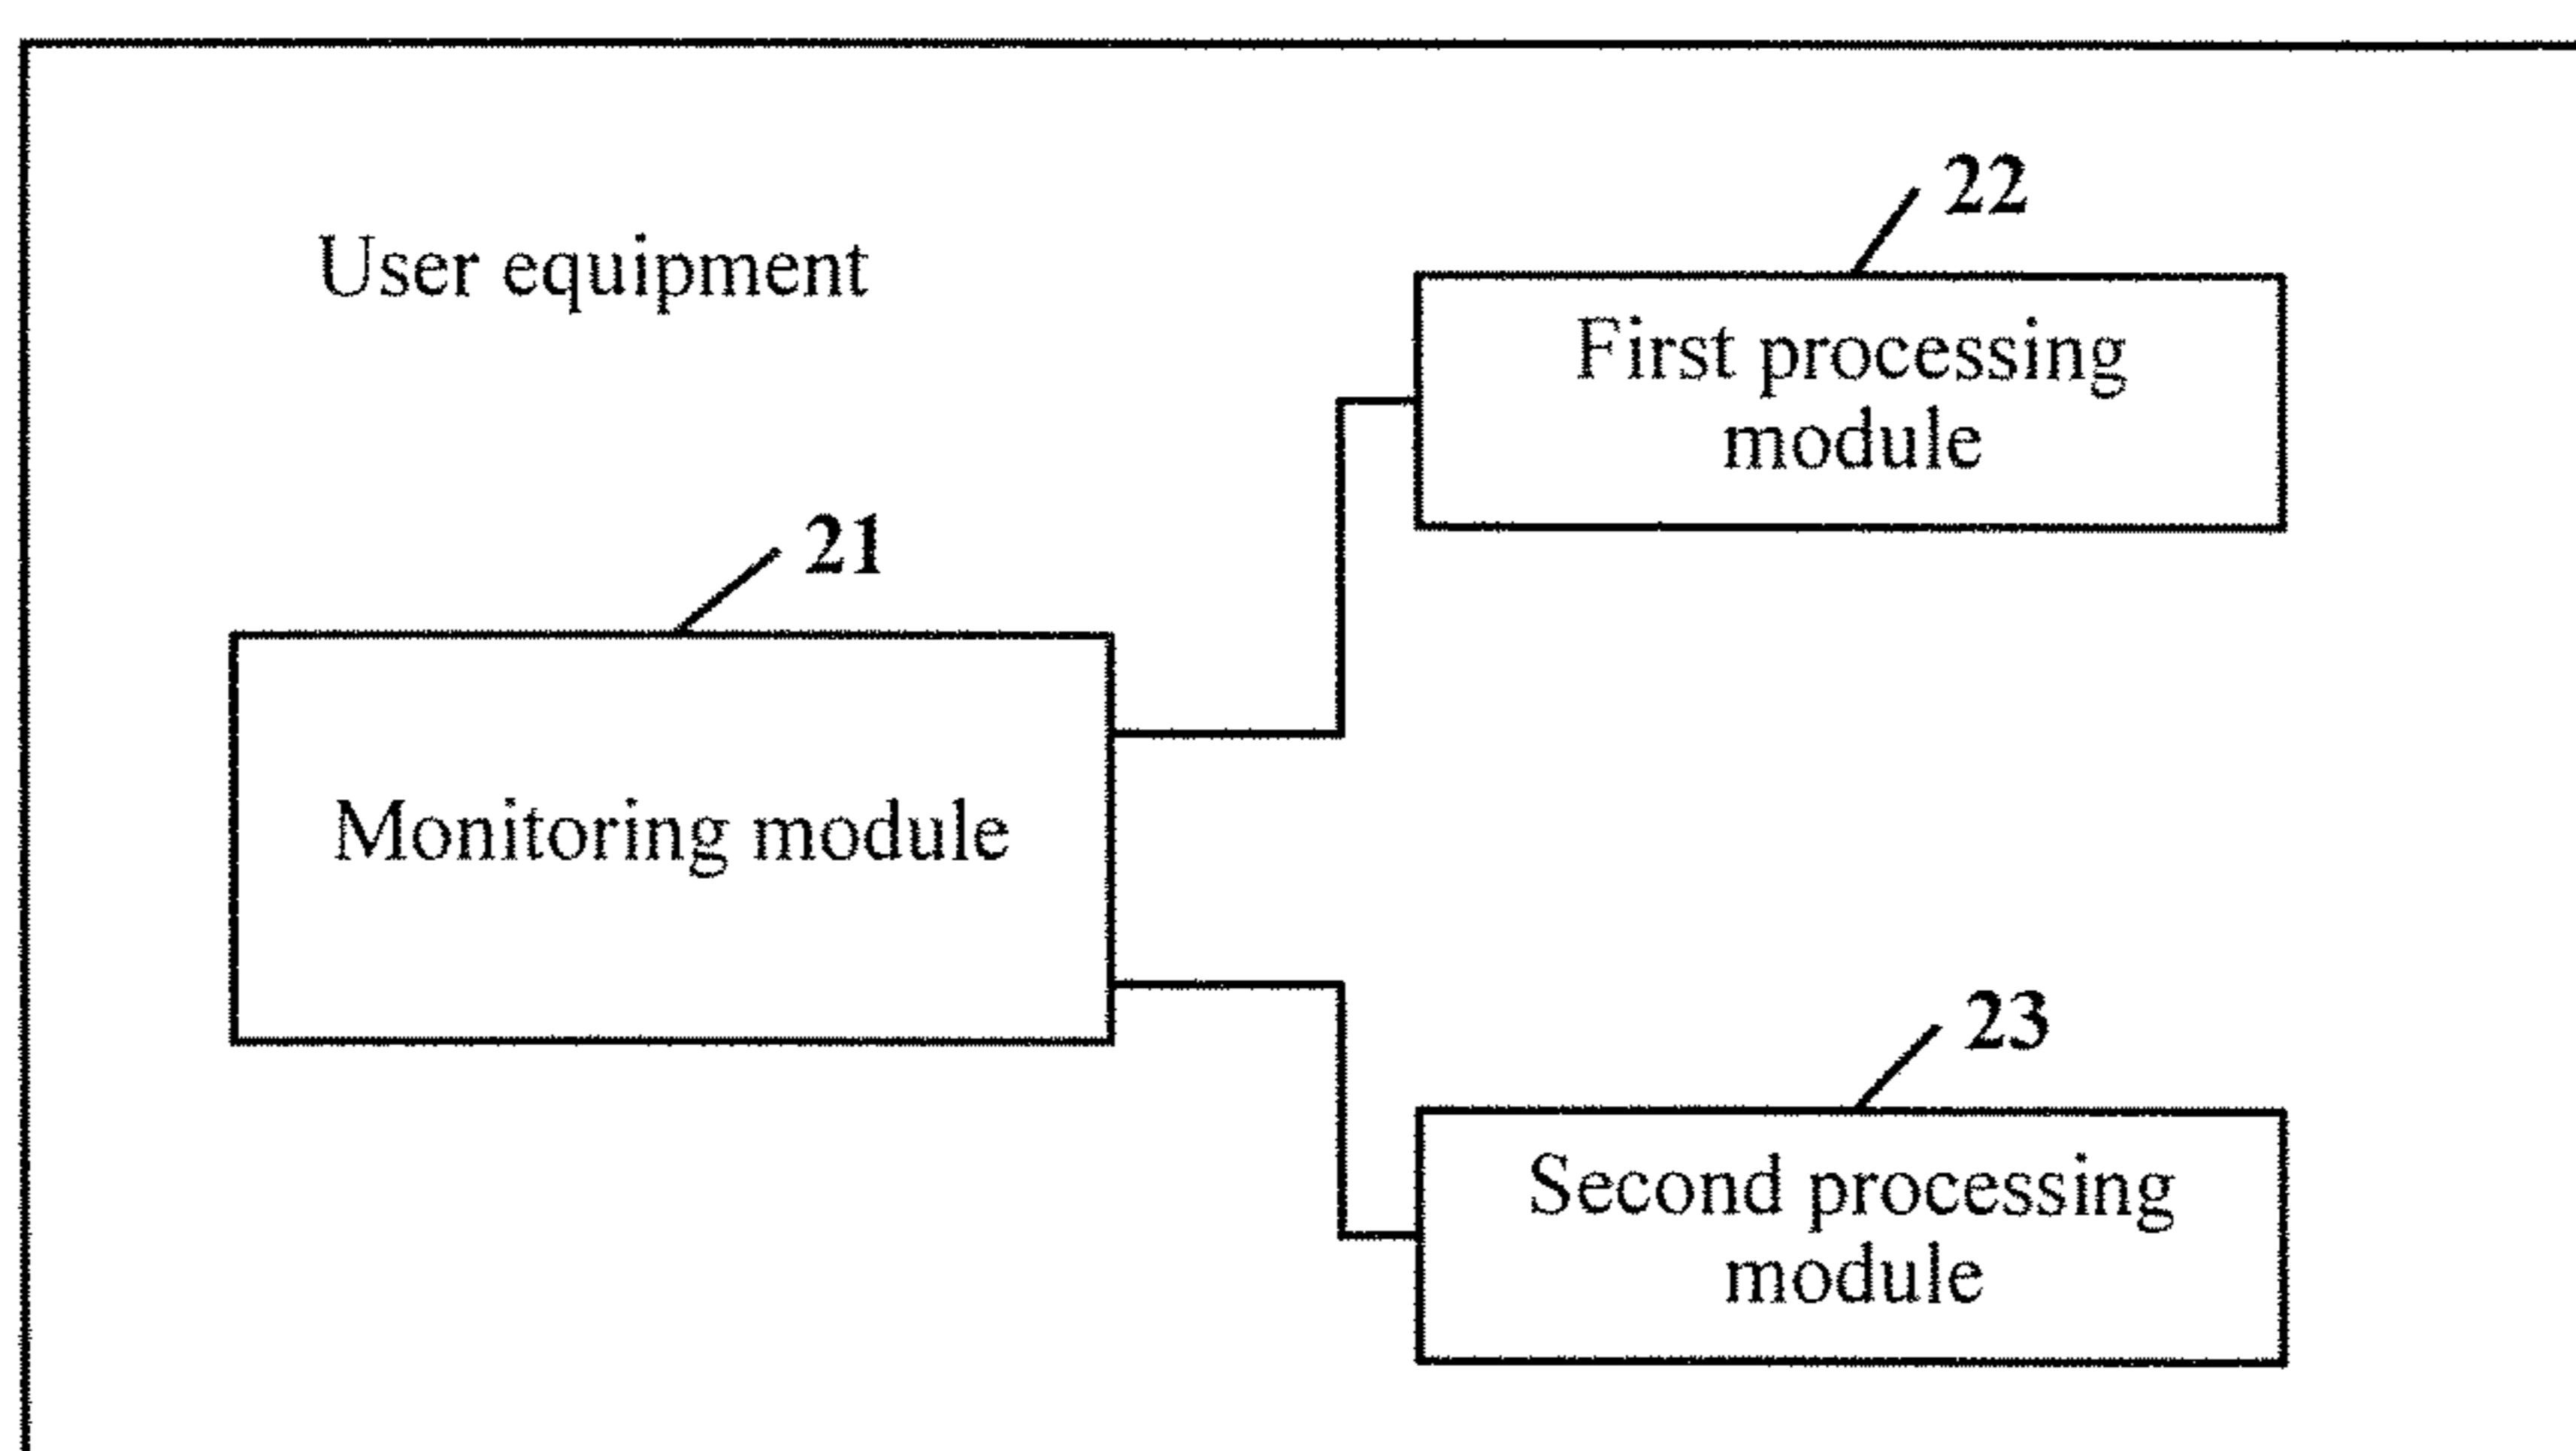 User equipment
22
First processing
module
21
Monitoring module
23
Second processing
module